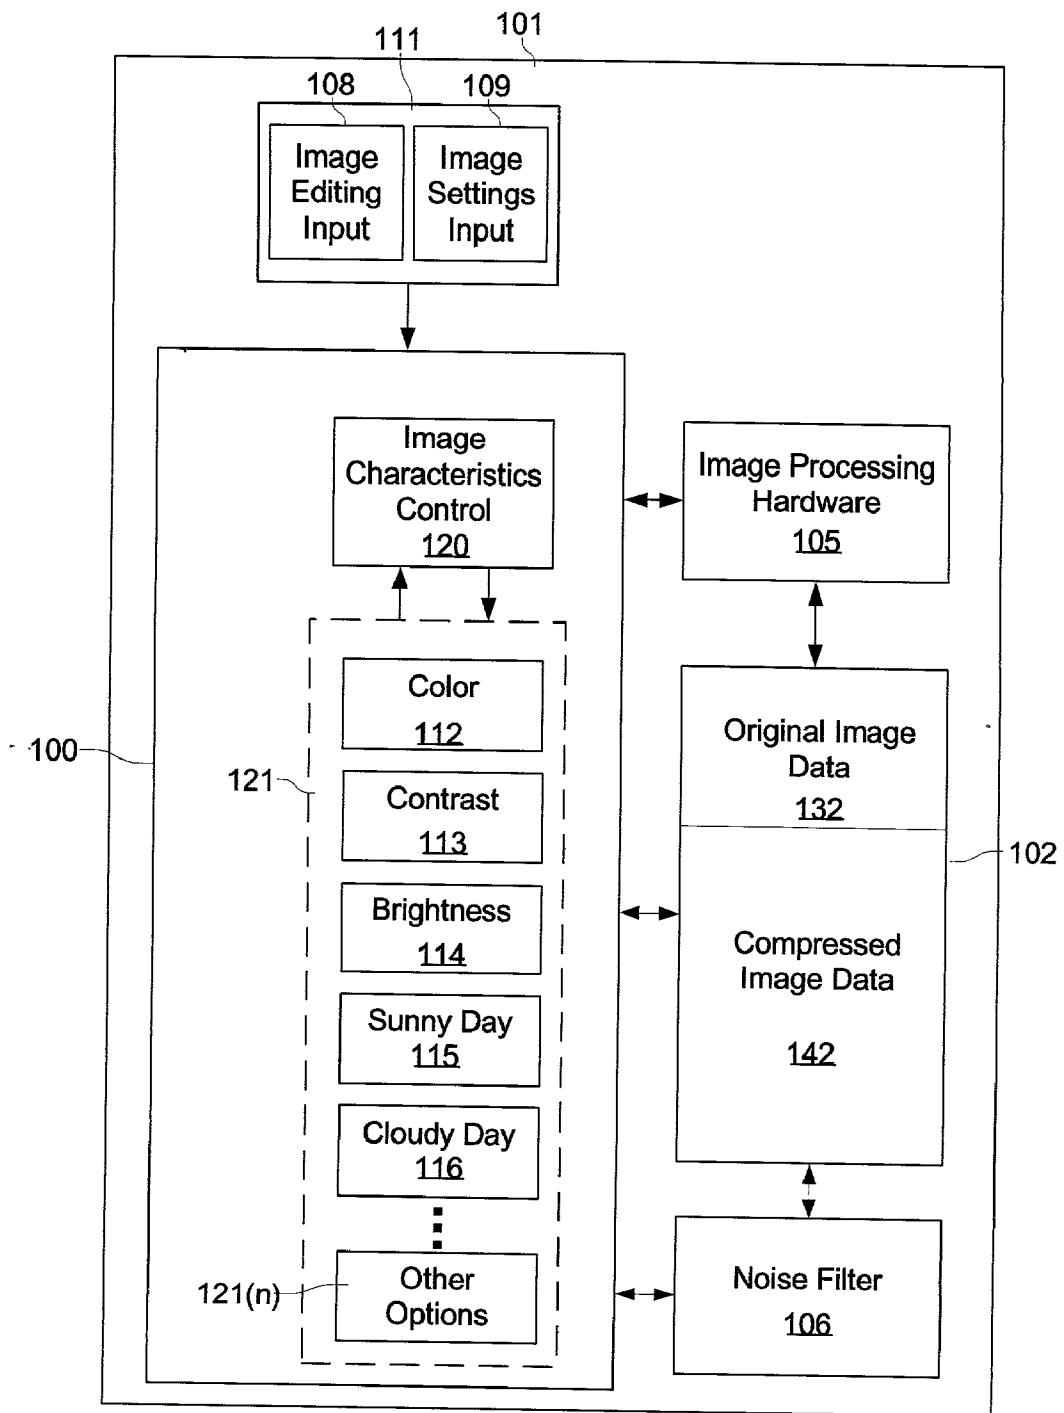 101
111
108
109
Image
Editing
Input
Image
Settings
Input
Image
Characteristics
Control
120
Image Processing
Hardware
105
Color
112
Original Image
Data
132
100
121
Contrast
113
102
Brightness
114
Compressed
Image Data
142
Sunny Day
115
Cloudy Day
116
121(n)
Other
Options
Noise Filter
106